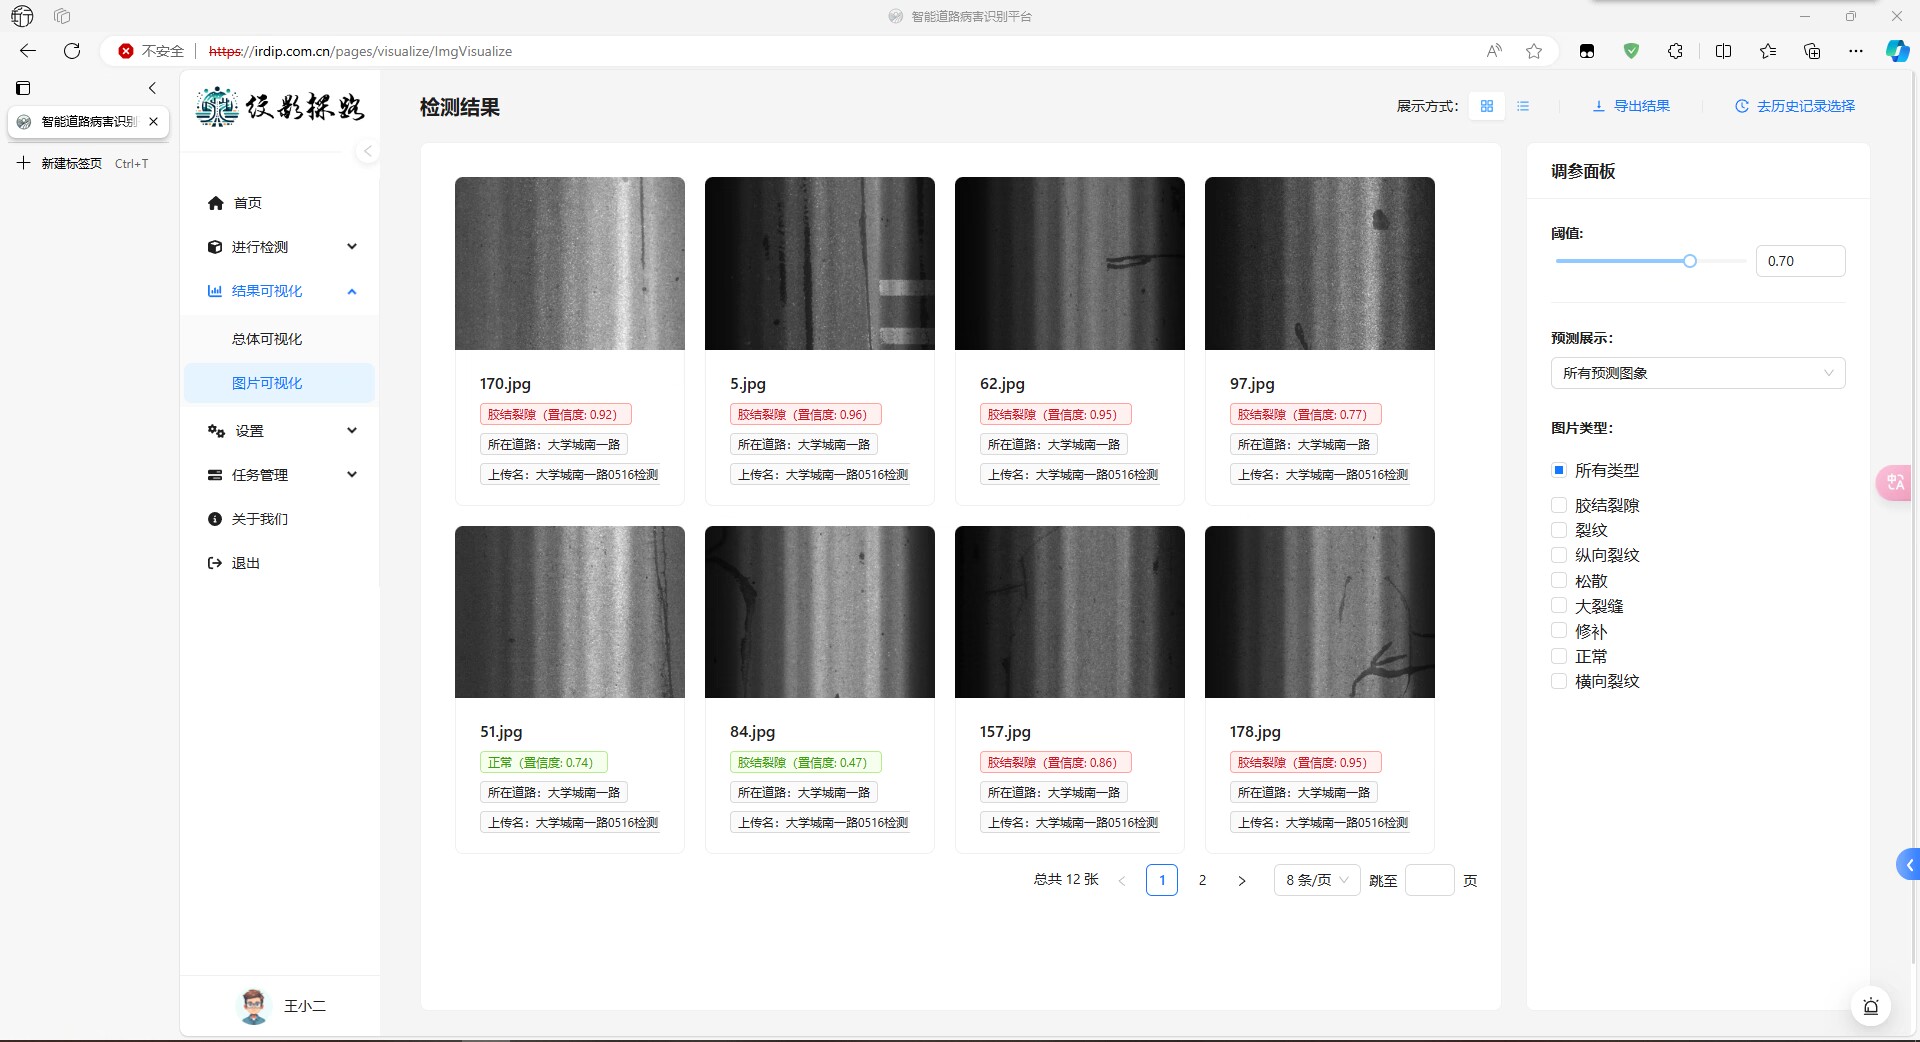 智能道路病害识别平台
不安全 https://irdip.com.cn/pages/visualize/ImgVisualize
智能道路病害识别
新建标签页 Ctrl+T
纹影探路
首页
进行检测
结果可视化
总体可视化
图片可视化
设置
任务管理
关于我们
退出
王小二
检测结果
展示方式：
导出结果
去历史记录选择
170.jpg
胶结裂隙（置信度: 0.92）
所在道路：大学城南一路
上传名：大学城南一路0516检测
5.jpg
胶结裂隙（置信度: 0.96）
所在道路：大学城南一路
上传名：大学城南一路0516检测
62.jpg
胶结裂隙（置信度: 0.95）
所在道路：大学城南一路
上传名：大学城南一路0516检测
97.jpg
胶结裂隙（置信度: 0.77）
所在道路：大学城南一路
上传名：大学城南一路0516检测
51.jpg
正常（置信度: 0.74）
所在道路：大学城南一路
上传名：大学城南一路0516检测
84.jpg
胶结裂隙（置信度: 0.47）
所在道路：大学城南一路
上传名：大学城南一路0516检测
157.jpg
胶结裂隙（置信度: 0.86）
所在道路：大学城南一路
上传名：大学城南一路0516检测
178.jpg
胶结裂隙（置信度: 0.95）
所在道路：大学城南一路
上传名：大学城南一路0516检测
总共 12 张 1 2 8 条/页 跳至 页
调参面板
阈值:
0.70
预测展示：
所有预测图象
图片类型：
所有类型
胶结裂隙
裂纹
纵向裂纹
松散
大裂缝
修补
正常
横向裂纹